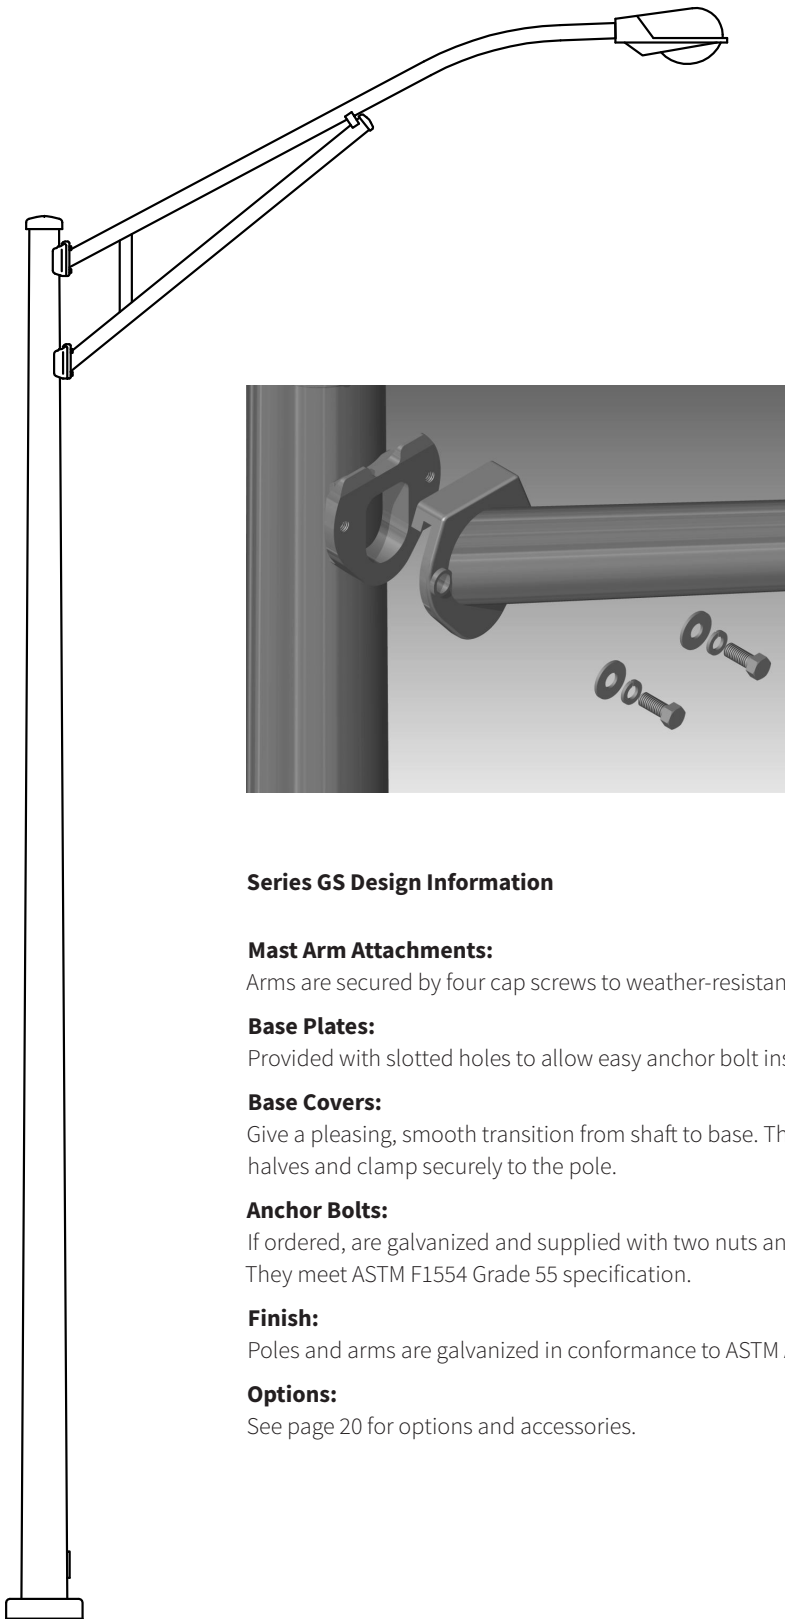 Series GS Design Information
Mast Arm Attachments:
Arms are secured by four cap screws to weather-resistan
Base Plates:
Provided with slotted holes to allow easy anchor bolt ins
Base Covers:
Give a pleasing, smooth transition from shaft to base. Th
halves and clamp securely to the pole.
Anchor Bolts:
If ordered, are galvanized and supplied with two nuts an
They meet ASTM F1554 Grade 55 specification.
Finish:
Poles and arms are galvanized in conformance to ASTM
Options:
See page 20 for options and accessories.